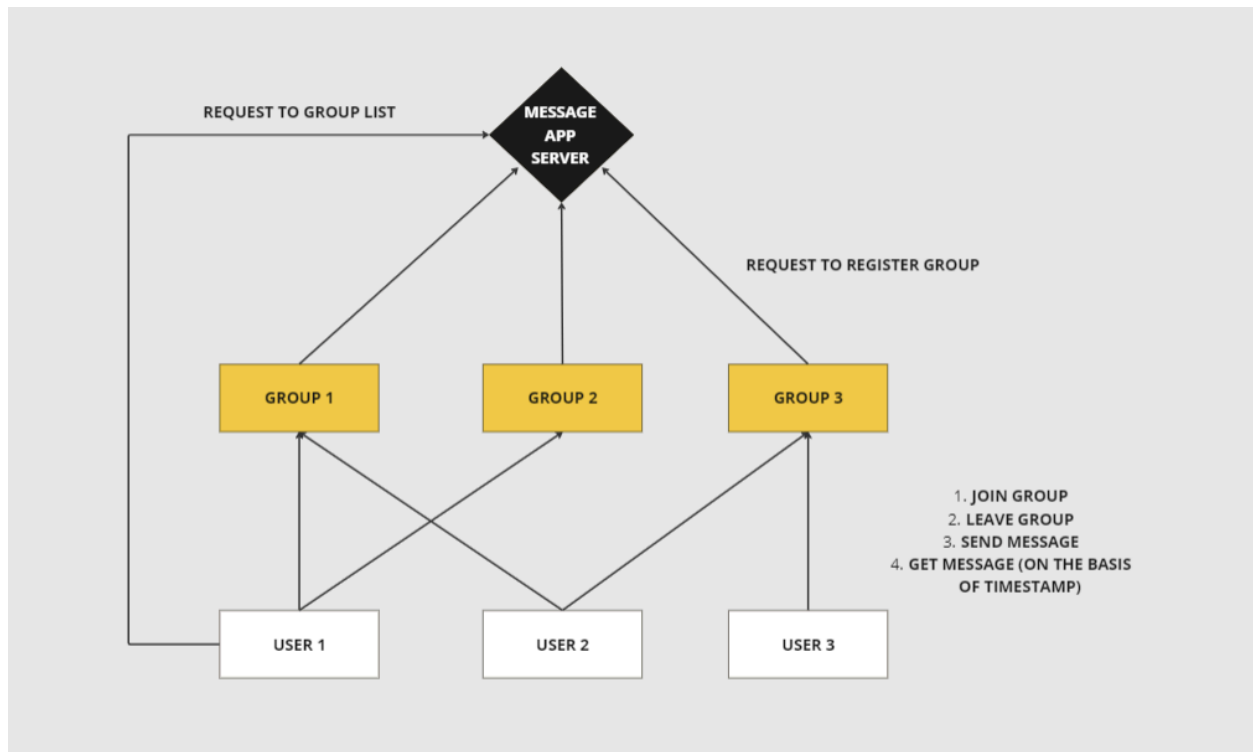 REQUEST TO GROUP LIST
MESSAGE
APP
SERVER
REQUEST TO REGISTER GROUP
GROUP 1
GROUP 2
GROUP 3
1. JOIN GROUP
2. LEAVE GROUP
3. SEND MESSAGE
4. GET MESSAGE (ON THE BASIS
OF TIMESTAMP)
USER 1
USER 2
USER 3